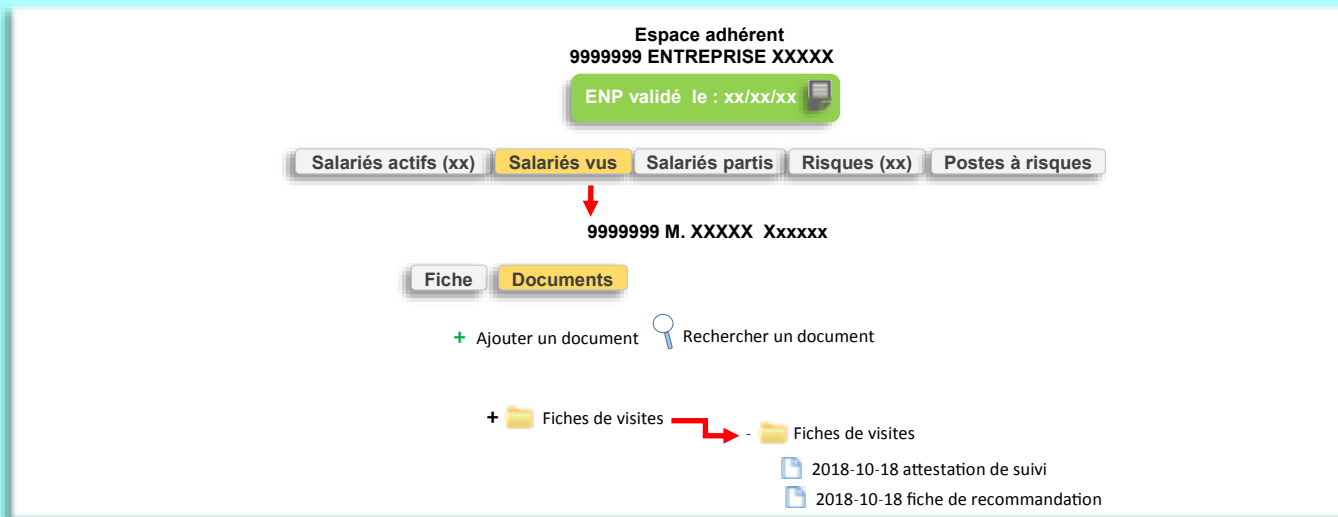 Espace adhérent
9999999 ENTREPRISE XXXXX
ENP validé le : xx/xx/xx
Salariés actifs (xx) Salariés vus Salariés partis Risques (xx) Postes à risques
9999999 M. XXXXX Xxxxxx
Fiche Documents
+ Ajouter un document Rechercher un document
+ Fiches de visites
- Fiches de visites
2018-10-18 attestation de suivi
2018-10-18 fiche de recommandation